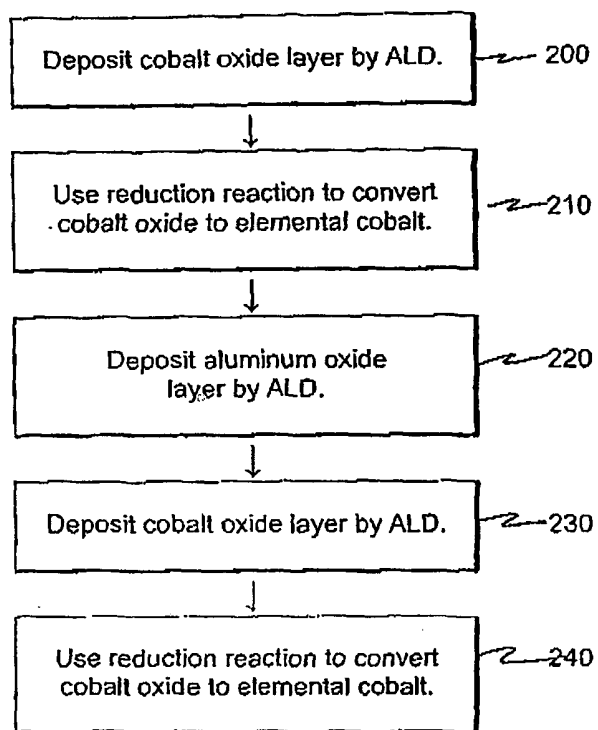 Deposit cobalt oxide layer by ALD.
200
Use reduction reaction to convert
cobalt oxide to elemental cobalt.
210
Deposit aluminum oxide
layer by ALD.
220
Deposit cobalt oxide layer by ALD.
230
Use reduction reaction to convert
cobalt oxide to elemental cobalt.
240